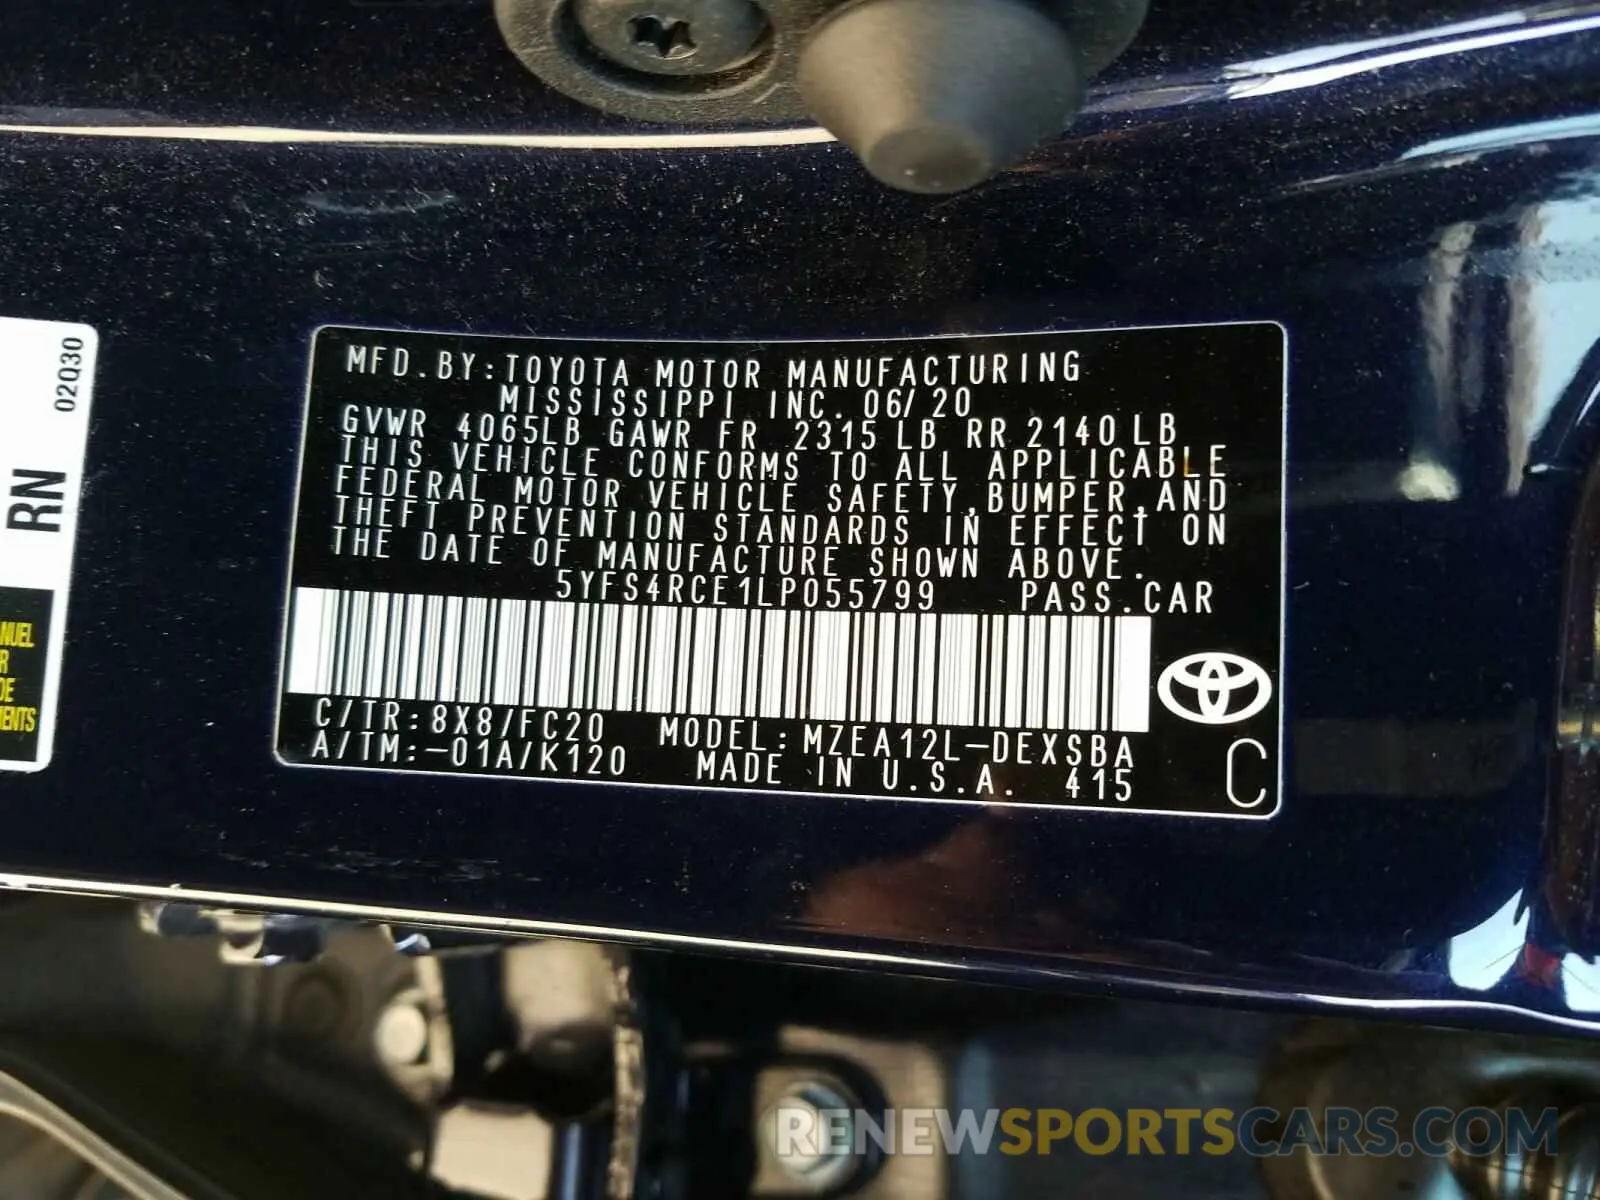 MFD.BY:TOYOTA MOTOR MANUFACTURING
MISSISSIPPI INC. 06/20
GVWR 4065LB GAWR FR 2315 LB RR 2140 LB
THIS VEHICLE CONFORMS TO ALL APPLICABLE
FEDERAL MOTOR VEHICLE SAFETY,BUMPER,AND
THEFT PREVENTION STANDARDS IN EFFECT ON
THE DATE OF MANUFACTURE SHOWN ABOVE.
5YFS4RCE1LP055799 PASS.CAR
C/TR:8X8/FC20 MODEL:MZEA12L-DEXSBA
A/TM:-01A/K120 MADE IN U.S.A. 415
C
02Q30
RN
NUEL
R
DE
MENTS
RENEWSPORTSCARS.COM